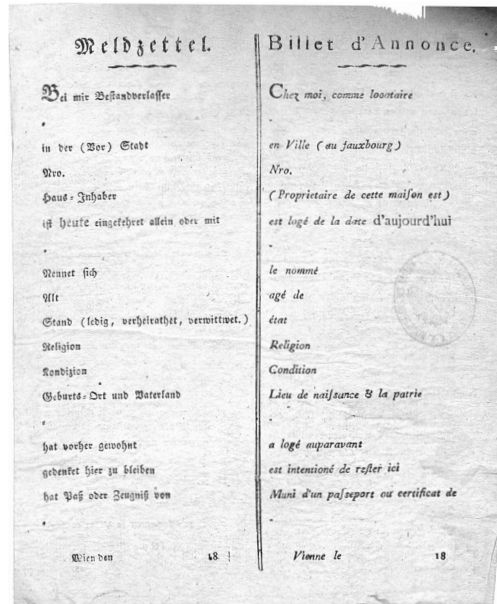 Meldzettel.
Bei mir Bestandverlasser
in der (Vor) Stadt
Nro.
Haus-Inhaber
ist heute eingekehret allein oder mit
Nennet sich
Alt
Stand (ledig, verheirathet, verwittwet.)
Religion
Kondizion
Geburts-Ort und Vaterland
hat vorher gewohnt
gedenket hier zu bleiben
hat Paß oder Zeugniß von
Wien den 18
Billet d'Annonce.
Chez moi, comme locataire
en Ville (au fauxbourg)
Nro.
(Proprietaire de cette maiſon est)
est logé de la date d'aujourd'hui
le nommé
agé de
état
Religion
Condition
Lieu de naiſsance & la patrie
a logé auparavant
est intentioné de reſter ici
Muni d'un paſseport ou certificat de
Vienne le 18